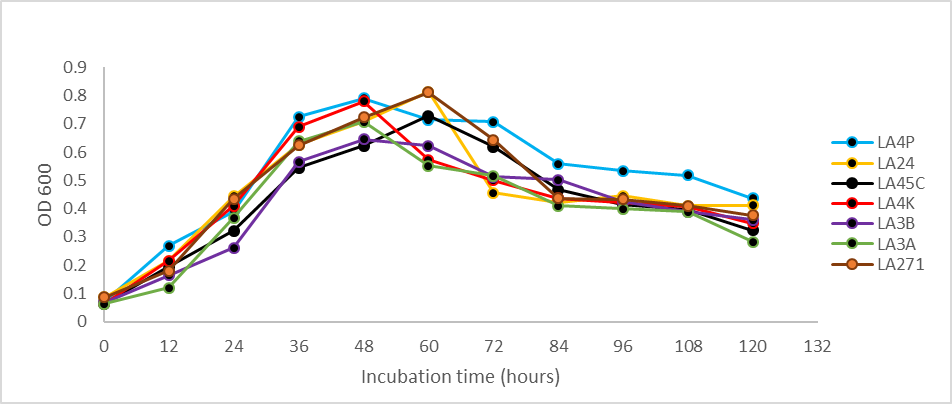 0.9
0.8
0.7
0.6
0.5
0.4
0.3
0.2
0.1
0
OD 600
0 12 24 36 48 60 72 84 96 108 120 132
Incubation time (hours)
LA4P
LA24
LA45C
LA4K
LA3B
LA3A
LA271